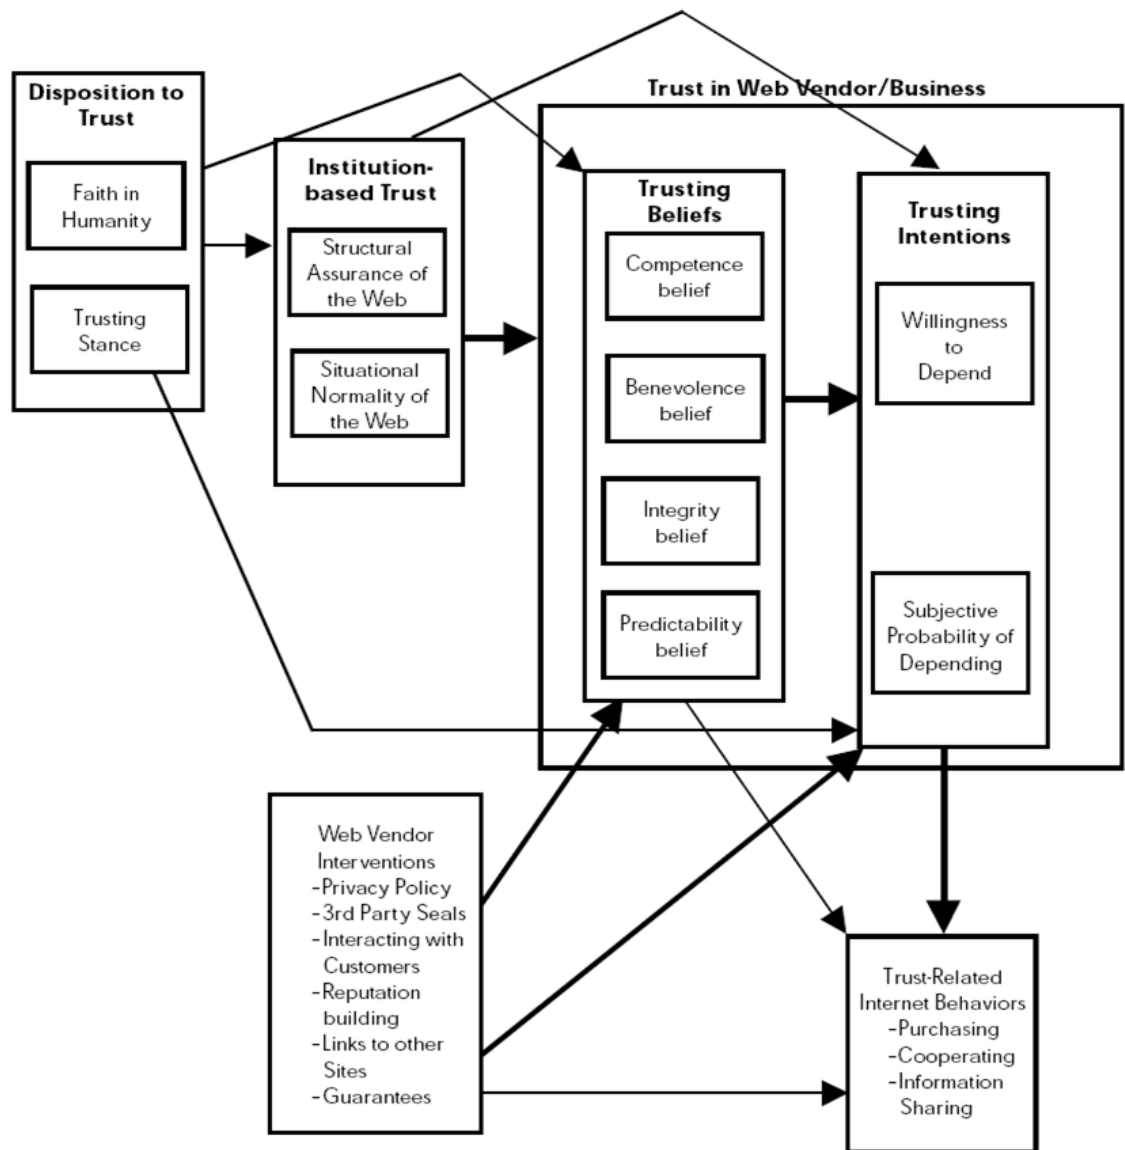 Disposition to
Trust
Faith in
Humanity
Trusting
Stance
Institution-
based Trust
Structural
Assurance of
the Web
Situational
Normality of
the Web
Trust in Web Vendor/Business
Trusting
Beliefs
Competence
belief
Benevolence
belief
Integrity
belief
Predictability
belief
Trusting
Intentions
Willingness
to
Depend
Subjective
Probability of
Depending
Web Vendor
Interventions
-Privacy Policy
-3rd Party Seals
-Interacting with
Customers
-Reputation
building
-Links to other
Sites
-Guarantees
Trust-Related
Internet Behaviors
-Purchasing
-Cooperating
-Information
Sharing